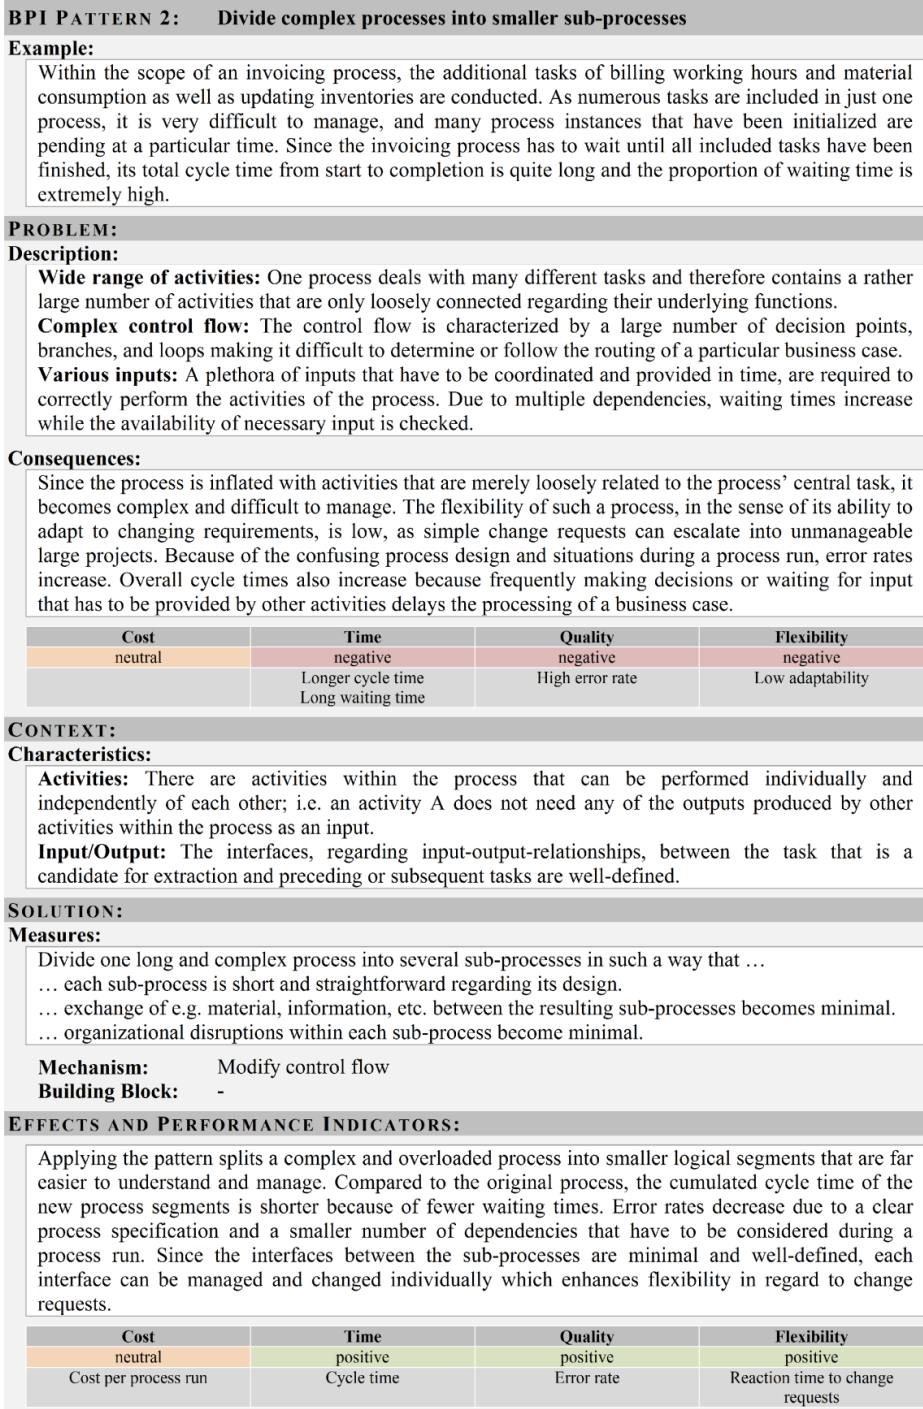 BPI PATTERN 2: Divide complex processes into smaller sub-processes
Example:
Within the scope of an invoicing process, the additional tasks of billing working hours and material
consumption as well as updating inventories are conducted. As numerous tasks are included in just one
process, it is very difficult to manage, and many process instances that have been initialized are
pending at a particular time. Since the invoicing process has to wait until all included tasks have been
finished, its total cycle time from start to completion is quite long and the proportion of waiting time is
extremely high.
PROBLEM:
Description:
Wide range of activities: One process deals with many different tasks and therefore contains a rather
large number of activities that are only loosely connected regarding their underlying functions.
Complex control flow: The control flow is characterized by a large number of decision points,
branches, and loops making it difficult to determine or follow the routing of a particular business case.
Various inputs: A plethora of inputs that have to be coordinated and provided in time, are required to
correctly perform the activities of the process. Due to multiple dependencies, waiting times increase
while the availability of necessary input is checked.
Consequences:
Since the process is inflated with activities that are merely loosely related to the process’ central task, it
becomes complex and difficult to manage. The flexibility of such a process, in the sense of its ability to
adapt to changing requirements, is low, as simple change requests can escalate into unmanageable
large projects. Because of the confusing process design and situations during a process run, error rates
increase. Overall cycle times also increase because frequently making decisions or waiting for input
that has to be provided by other activities delays the processing of a business case.
Cost Time Quality Flexibility
neutral negative negative negative
Longer cycle time High error rate Low adaptability
Long waiting time
CONTEXT:
Characteristics:
Activities: There are activities within the process that can be performed individually and
independently of each other; i.e. an activity A does not need any of the outputs produced by other
activities within the process as an input.
Input/Output: The interfaces, regarding input-output-relationships, between the task that is a
candidate for extraction and preceding or subsequent tasks are well-defined.
SOLUTION:
Measures:
Divide one long and complex process into several sub-processes in such a way that …
… each sub-process is short and straightforward regarding its design.
… exchange of e.g. material, information, etc. between the resulting sub-processes becomes minimal.
… organizational disruptions within each sub-process become minimal.
Mechanism: Modify control flow
Building Block: -
EFFECTS AND PERFORMANCE INDICATORS:
Applying the pattern splits a complex and overloaded process into smaller logical segments that are far
easier to understand and manage. Compared to the original process, the cumulated cycle time of the
new process segments is shorter because of fewer waiting times. Error rates decrease due to a clear
process specification and a smaller number of dependencies that have to be considered during a
process run. Since the interfaces between the sub-processes are minimal and well-defined, each
interface can be managed and changed individually which enhances flexibility in regard to change
requests.
Cost Time Quality Flexibility
neutral positive positive positive
Cost per process run Cycle time Error rate Reaction time to change
requests